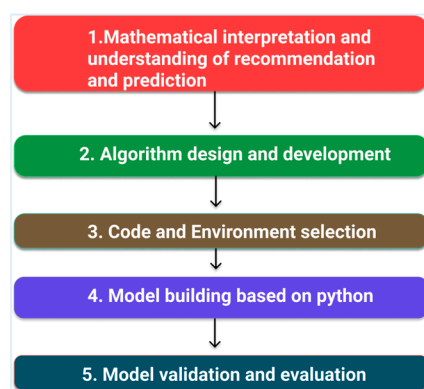 1.Mathematical interpretation and
understanding of recommendation
and prediction
2. Algorithm design and development
3. Code and Environment selection
4. Model building based on python
5. Model validation and evaluation